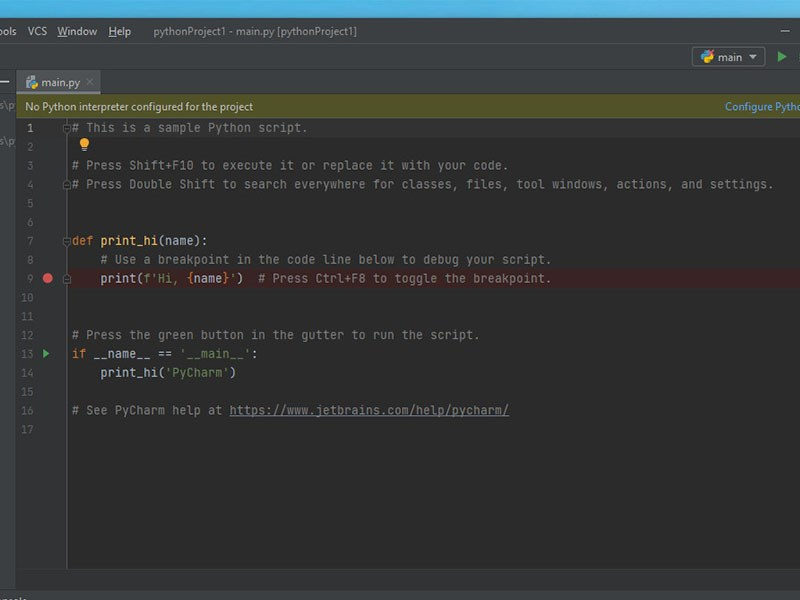 VCS Window Help pythonProject1 - main.py [pythonProject1]
main
main.py
No Python interpreter configured for the project Configure
1 # This is a sample Python script.
2
3 # Press Shift+F10 to execute it or replace it with your code.
4 # Press Double Shift to search everywhere for classes, files, tool windows, actions, and settings.
5
6
7 def print_hi(name):
8 # Use a breakpoint in the code line below to debug your script.
9 print(f'Hi, {name}') # Press Ctrl+F8 to toggle the breakpoint.
10
11
12 # Press the green button in the gutter to run the script.
13 if __name__ == '__main__':
14 print_hi('PyCharm')
15
16 # See PyCharm help at https://www.jetbrains.com/help/pycharm/
17